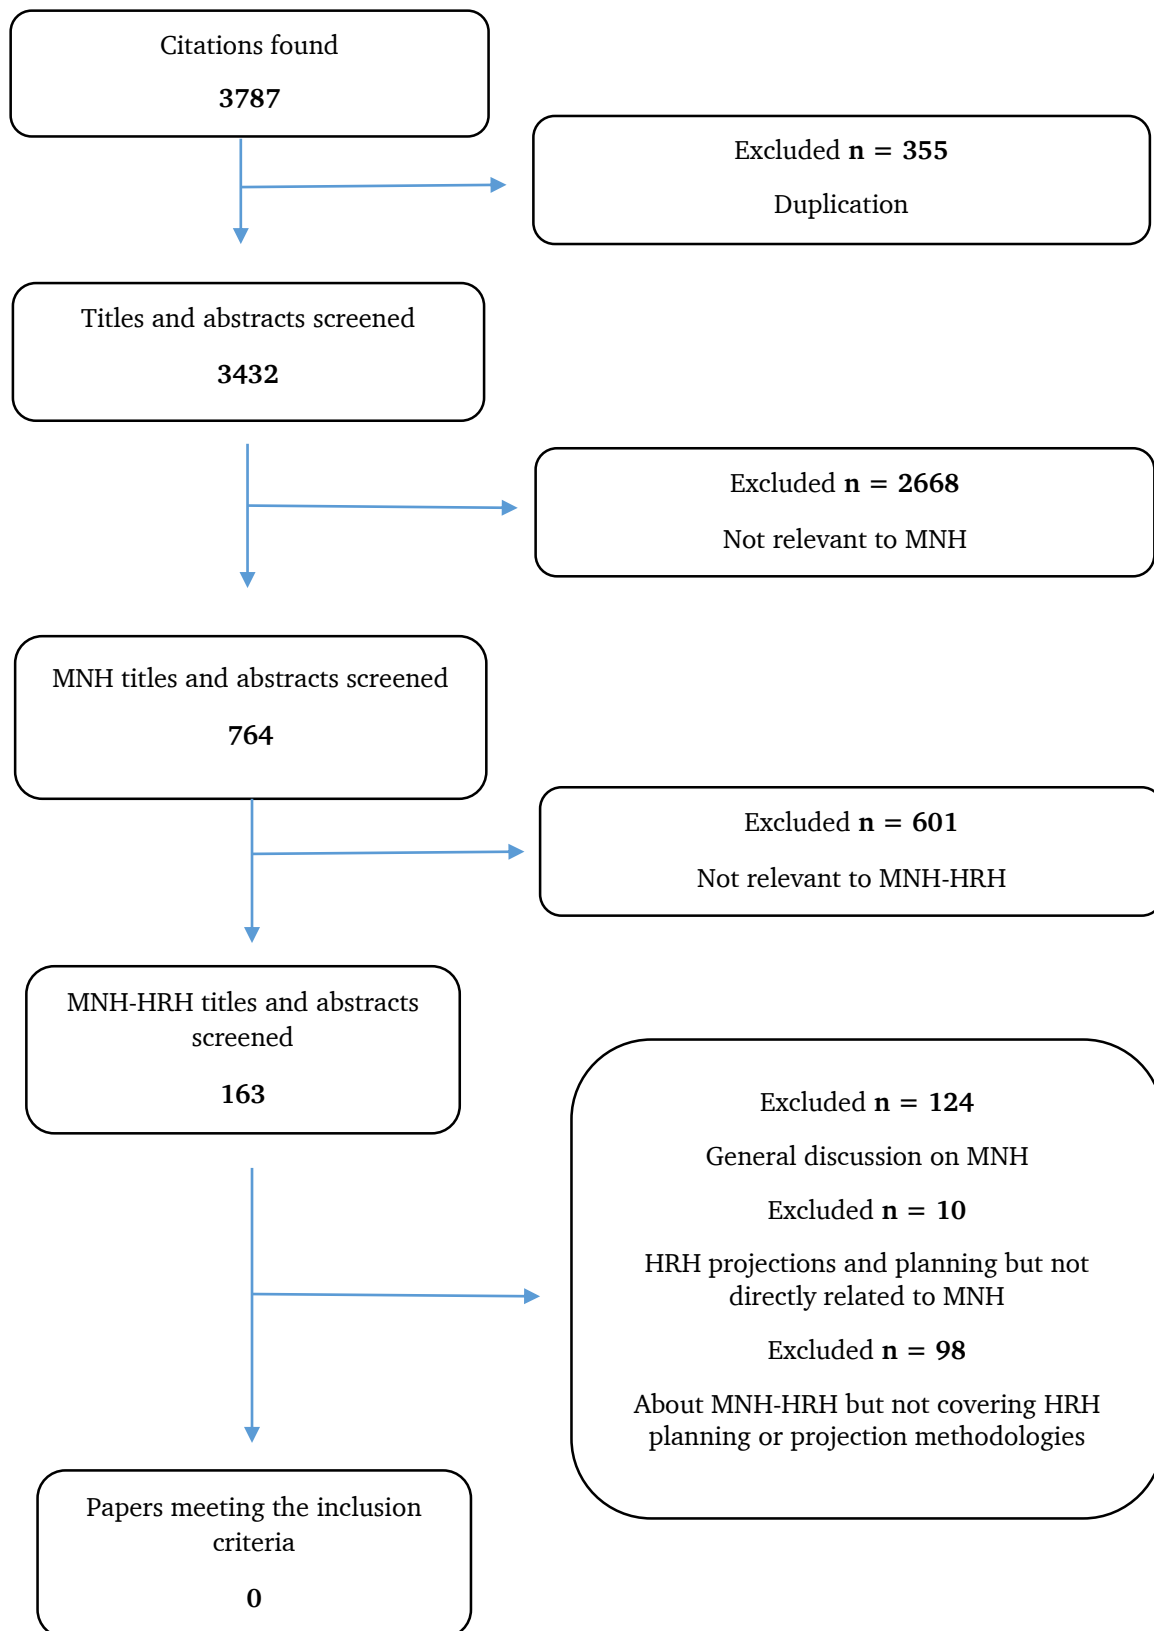 Citations found
3787
Excluded n = 355
Duplication
Titles and abstracts screened
3432
Excluded n = 2668
Not relevant to MNH
MNH titles and abstracts screened
764
Excluded n = 601
Not relevant to MNH-HRH
MNH-HRH titles and abstracts
screened
163
Excluded n = 124
General discussion on MNH
Excluded n = 10
HRH projections and planning but not
directly related to MNH
Excluded n = 98
About MNH-HRH but not covering HRH
planning or projection methodologies
Papers meeting the inclusion
criteria
0